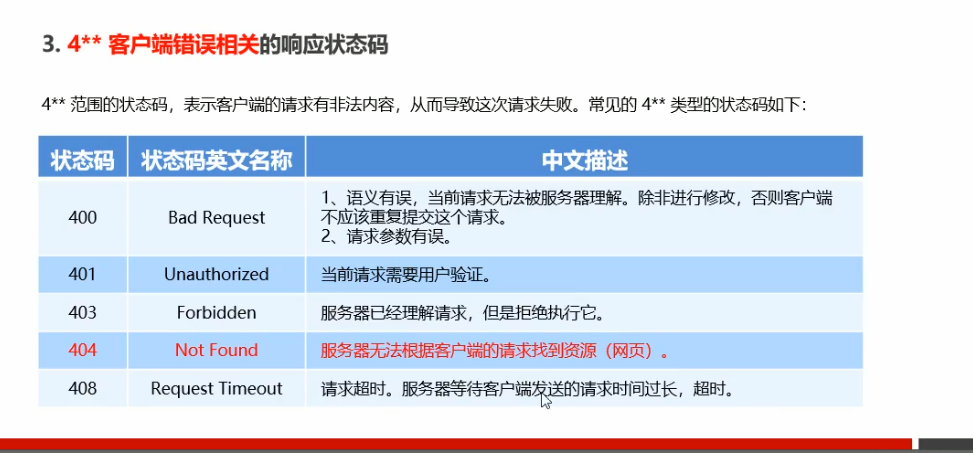 3. 4** 客户端错误相关的响应状态码
4** 范围的状态码，表示客户端的请求有非法内容，从而导致这次请求失败。常见的 4** 类型的状态码如下：
状态码 状态码英文名称 中文描述
400 Bad Request 1、语义有误，当前请求无法被服务器理解。除非进行修改，否则客户端
不应该重复提交这个请求。
2、请求参数有误。
401 Unauthorized 当前请求需要用户验证。
403 Forbidden 服务器已经理解请求，但是拒绝执行它。
404 Not Found 服务器无法根据客户端的请求找到资源（网页）。
408 Request Timeout 请求超时。服务器等待客户端发送的请求时间过长，超时。